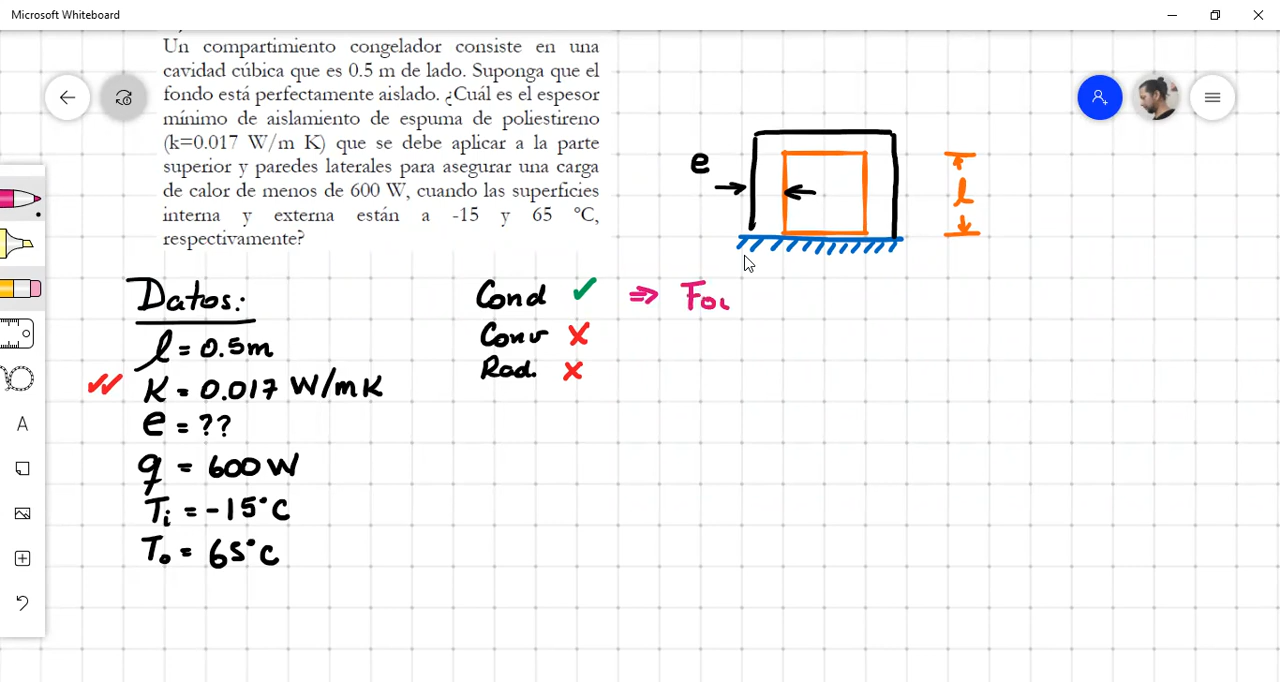 Microsoft Whiteboard
Un compartimiento congelador consiste en una
cavidad cúbica que es 0.5 m de lado. Suponga que el
fondo está perfectamente aislado. ¿Cuál es el espesor
mínimo de aislamiento de espuma de poliestireno
(k=0.017 W/m K) que se debe aplicar a la parte
superior y paredes laterales para asegurar una carga
de calor de menos de 600 W, cuando las superficies
interna y externa están a -15 y 65 °C,
respectivamente?
e
l
Datos:
l = 0.5m
K = 0.017 W/mK
e = ??
q = 600 W
Ti = -15°C
To = 65°C
Cond ✓ ⇒ Fou
Conv X
Rad. X
A